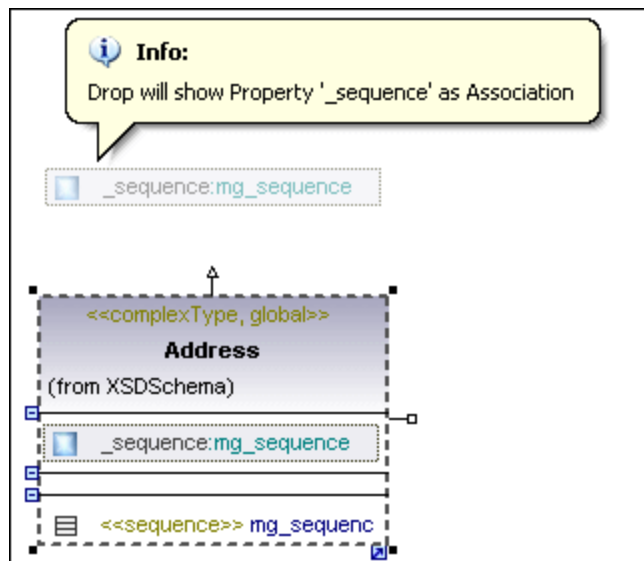 Info:
Drop will show Property '_sequence' as Association
_sequence:mg_sequence
<<complexType, global>>
Address
(from XSDSchema)
_sequence:mg_sequence
<<sequence>> mg_sequenc